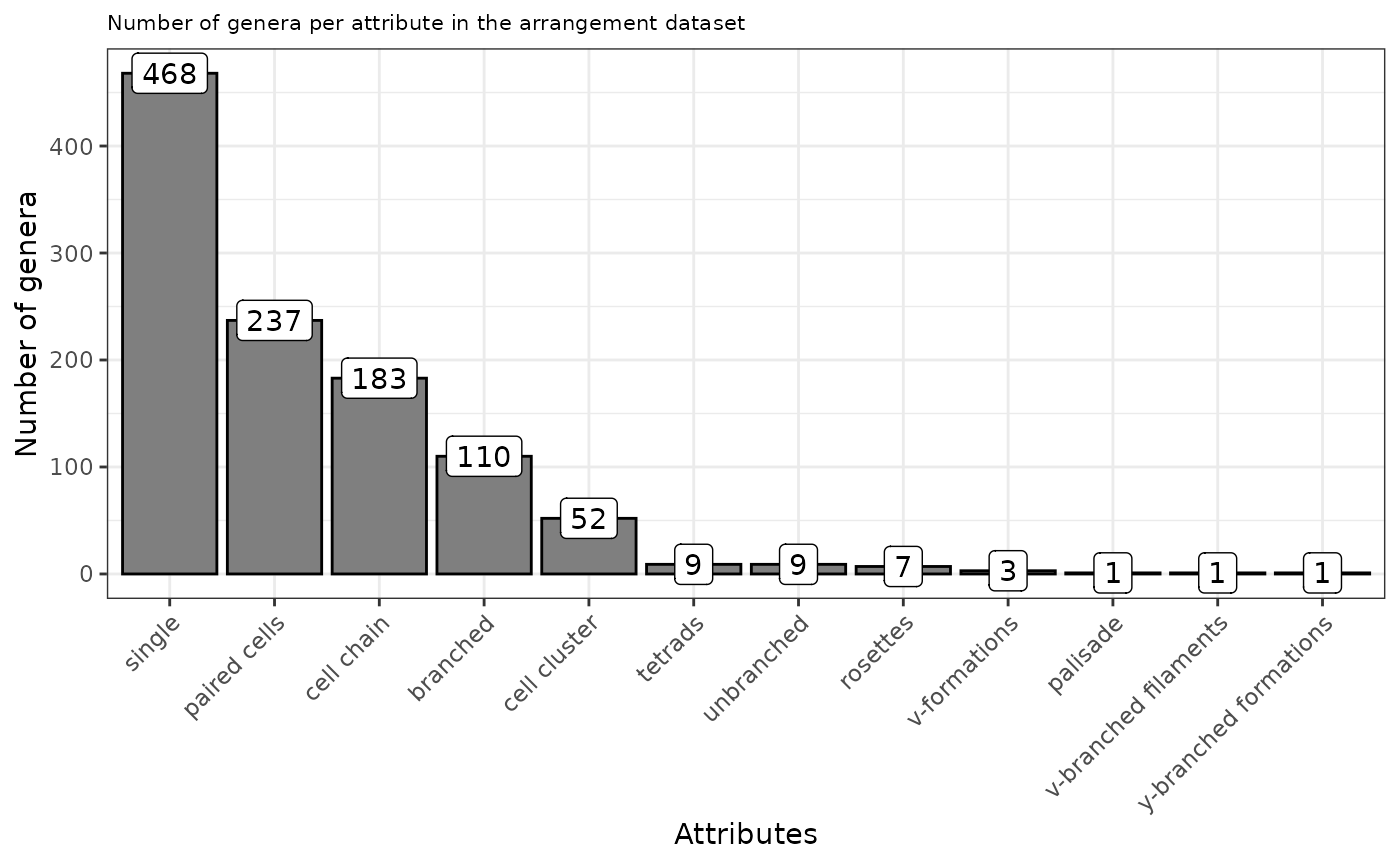 Number of genera per attribute in the arrangement dataset
Number of genera
400
300
200
100
0
468
237
183
110
52
9
9
7
3
1
1
1
single
paired cells
cell chain
branched
cell cluster
tetrads
unbranched
rosettes
v-formations
palisade
v-branched filaments
y-branched formations
Attributes